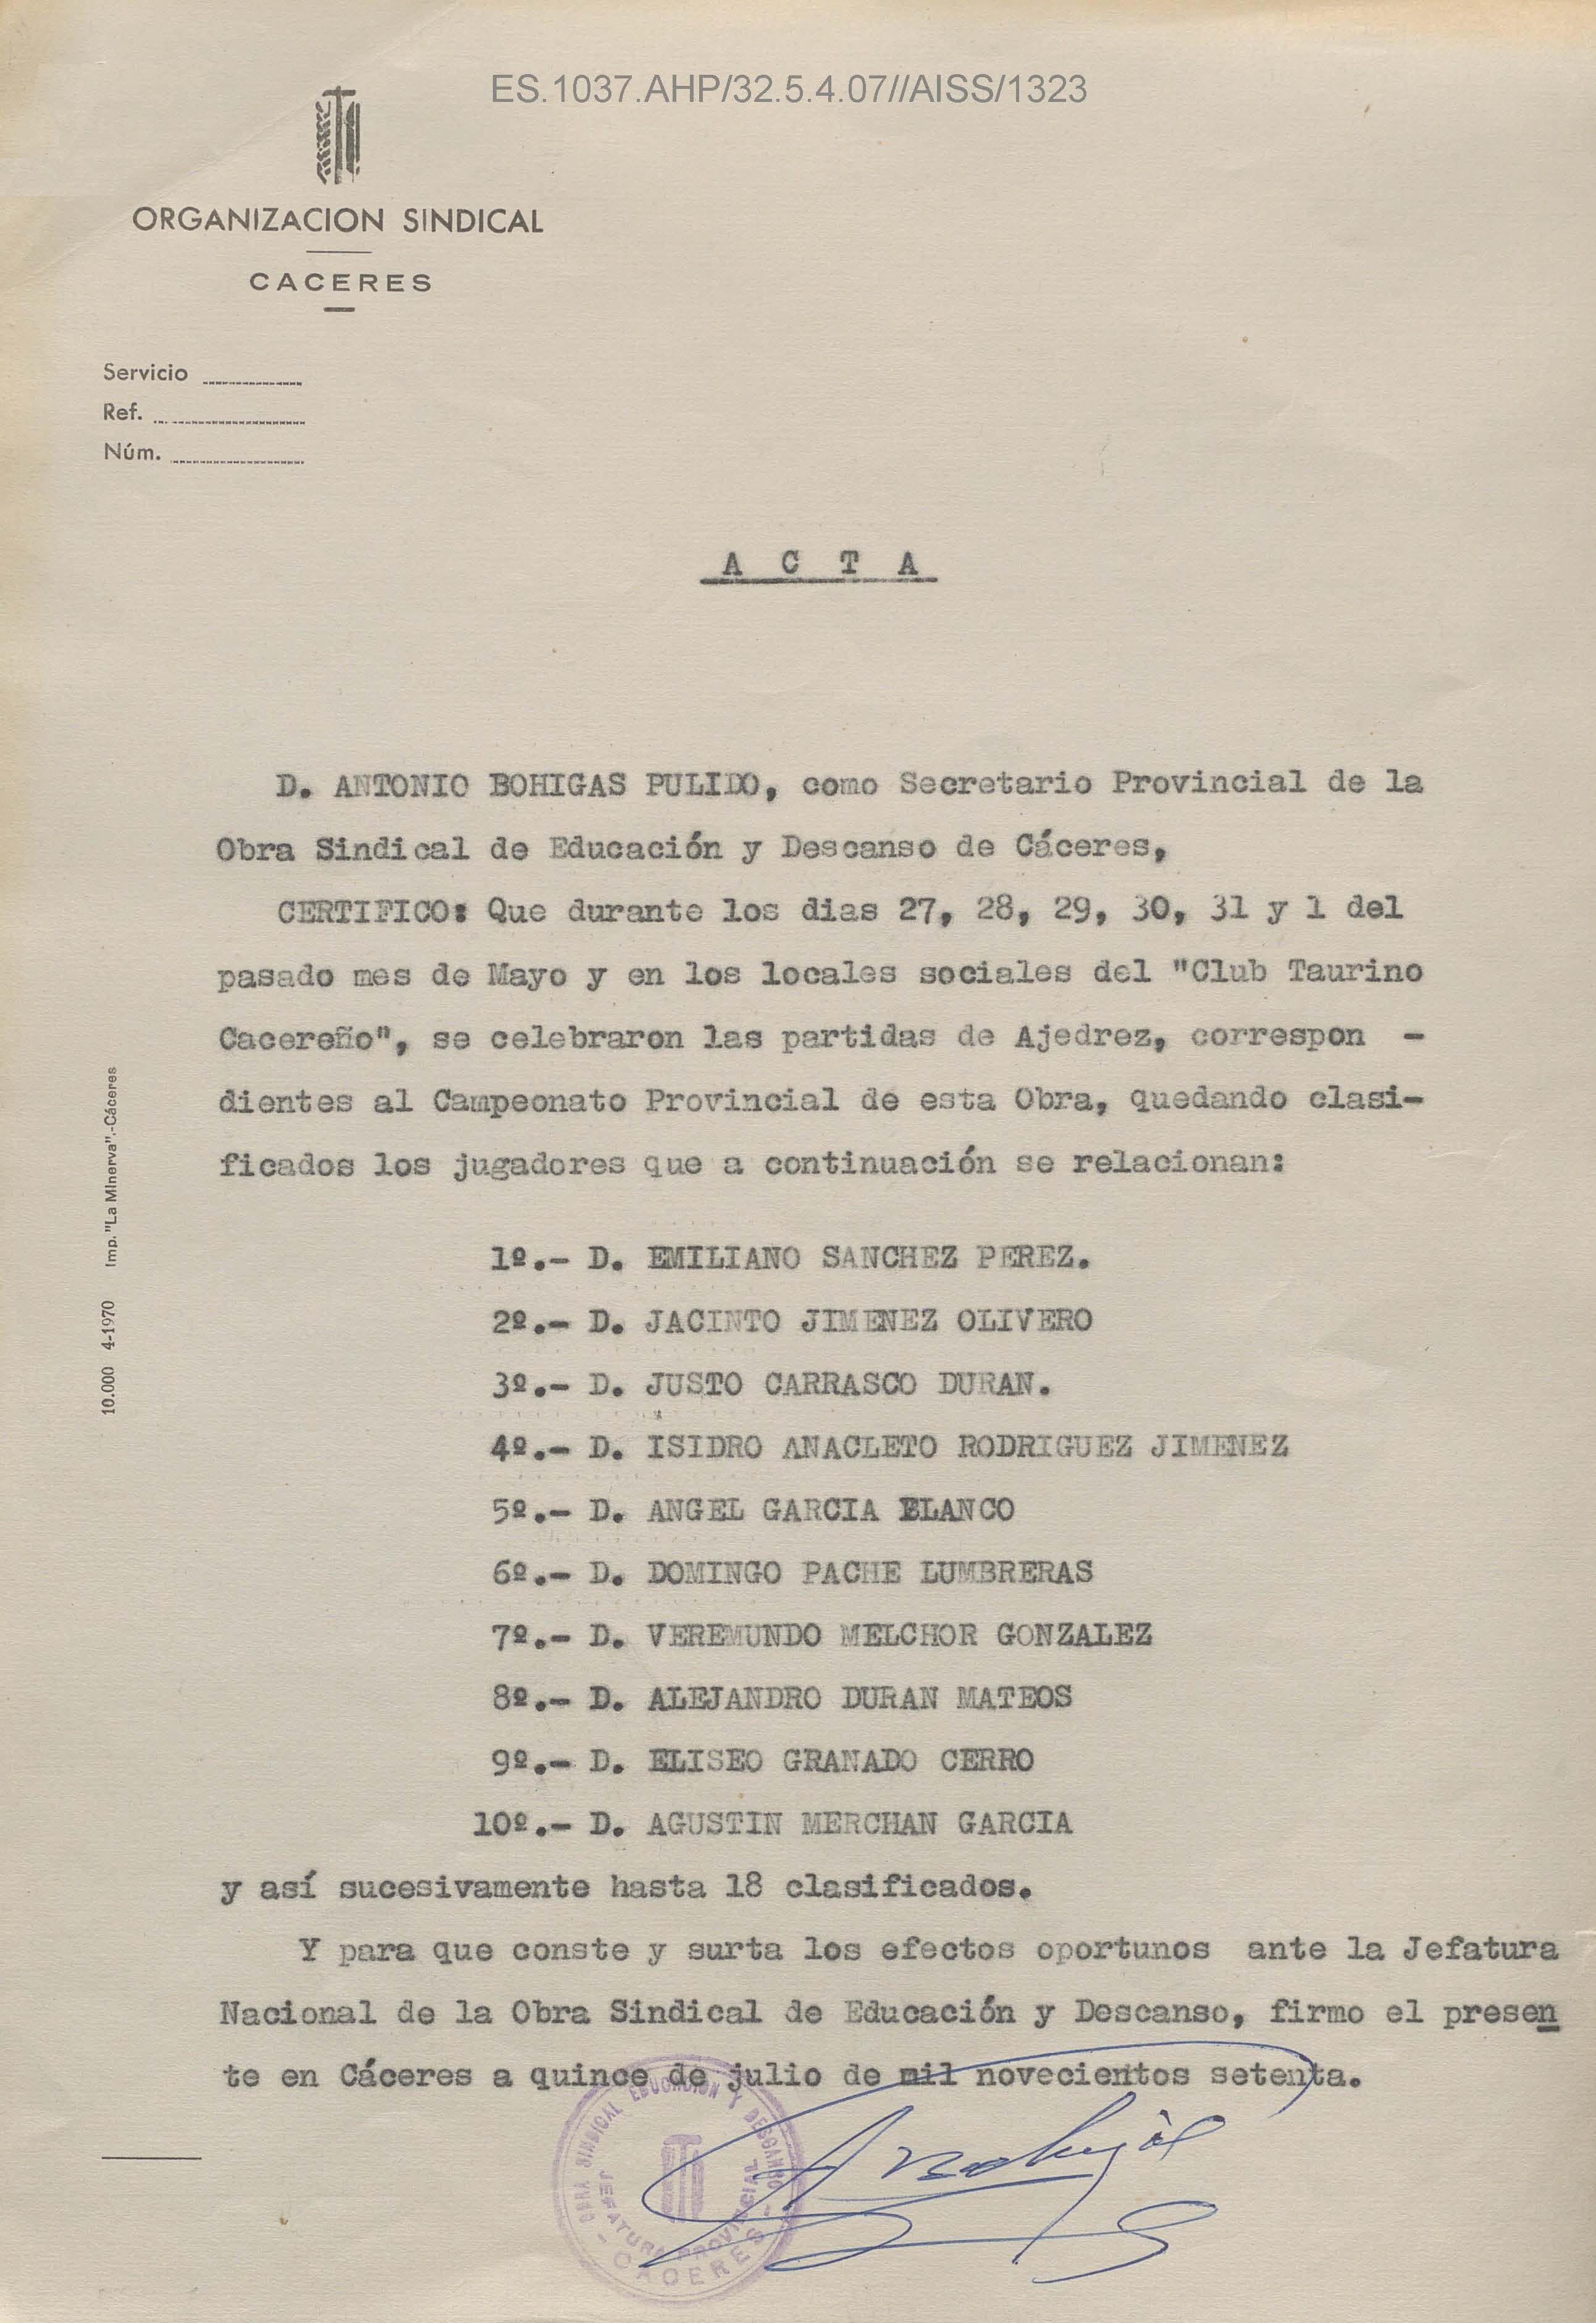 ES.1037.AHP/32.5.4.07//AISS/1323
ORGANIZACION SINDICAL
CACERES
Servicio
Ref.
Núm.
A C T A
D. ANTONIO BOHIGAS PULIDO, como Secretario Provincial de la
Obra Sindical de Educación y Descanso de Cáceres,
CERTIFICO: Que durante los dias 27, 28, 29, 30, 31 y 1 del
pasado mes de Mayo y en los locales sociales del "Club Taurino
Cacereño", se celebraron las partidas de Ajedrez, correspon -
dientes al Campeonato Provincial de esta Obra, quedando clasi-
ficados los jugadores que a continuación se relacionan:
1º.- D. EMILIANO SANCHEZ PEREZ.
2º.- D. JACINTO JIMENEZ OLIVERO
3º.- D. JUSTO CARRASCO DURAN.
4º.- D. ISIDRO ANACLETO RODRIGUEZ JIMENEZ
5º.- D. ANGEL GARCIA BLANCO
6º.- D. DOMINGO PACHE LUMBRERAS
7º.- D. VEREMUNDO MELCHOR GONZALEZ
8º.- D. ALEJANDRO DURAN MATEOS
9º.- D. ELISEO GRANADO CERRO
10º.- D. AGUSTIN MERCHAN GARCIA
y así sucesivamente hasta 18 clasificados.
Y para que conste y surta los efectos oportunos ante la Jefatura
Nacional de la Obra Sindical de Educación y Descanso, firmo el presen
te en Cáceres a quince de julio de mil novecientos setenta.
OBRA SINDICAL EDUCACION Y DESCANSO
JEFATURA PROVINCIAL
- CACERES -
10.000 4-1970 Imp. "La Minerva".-Cáceres